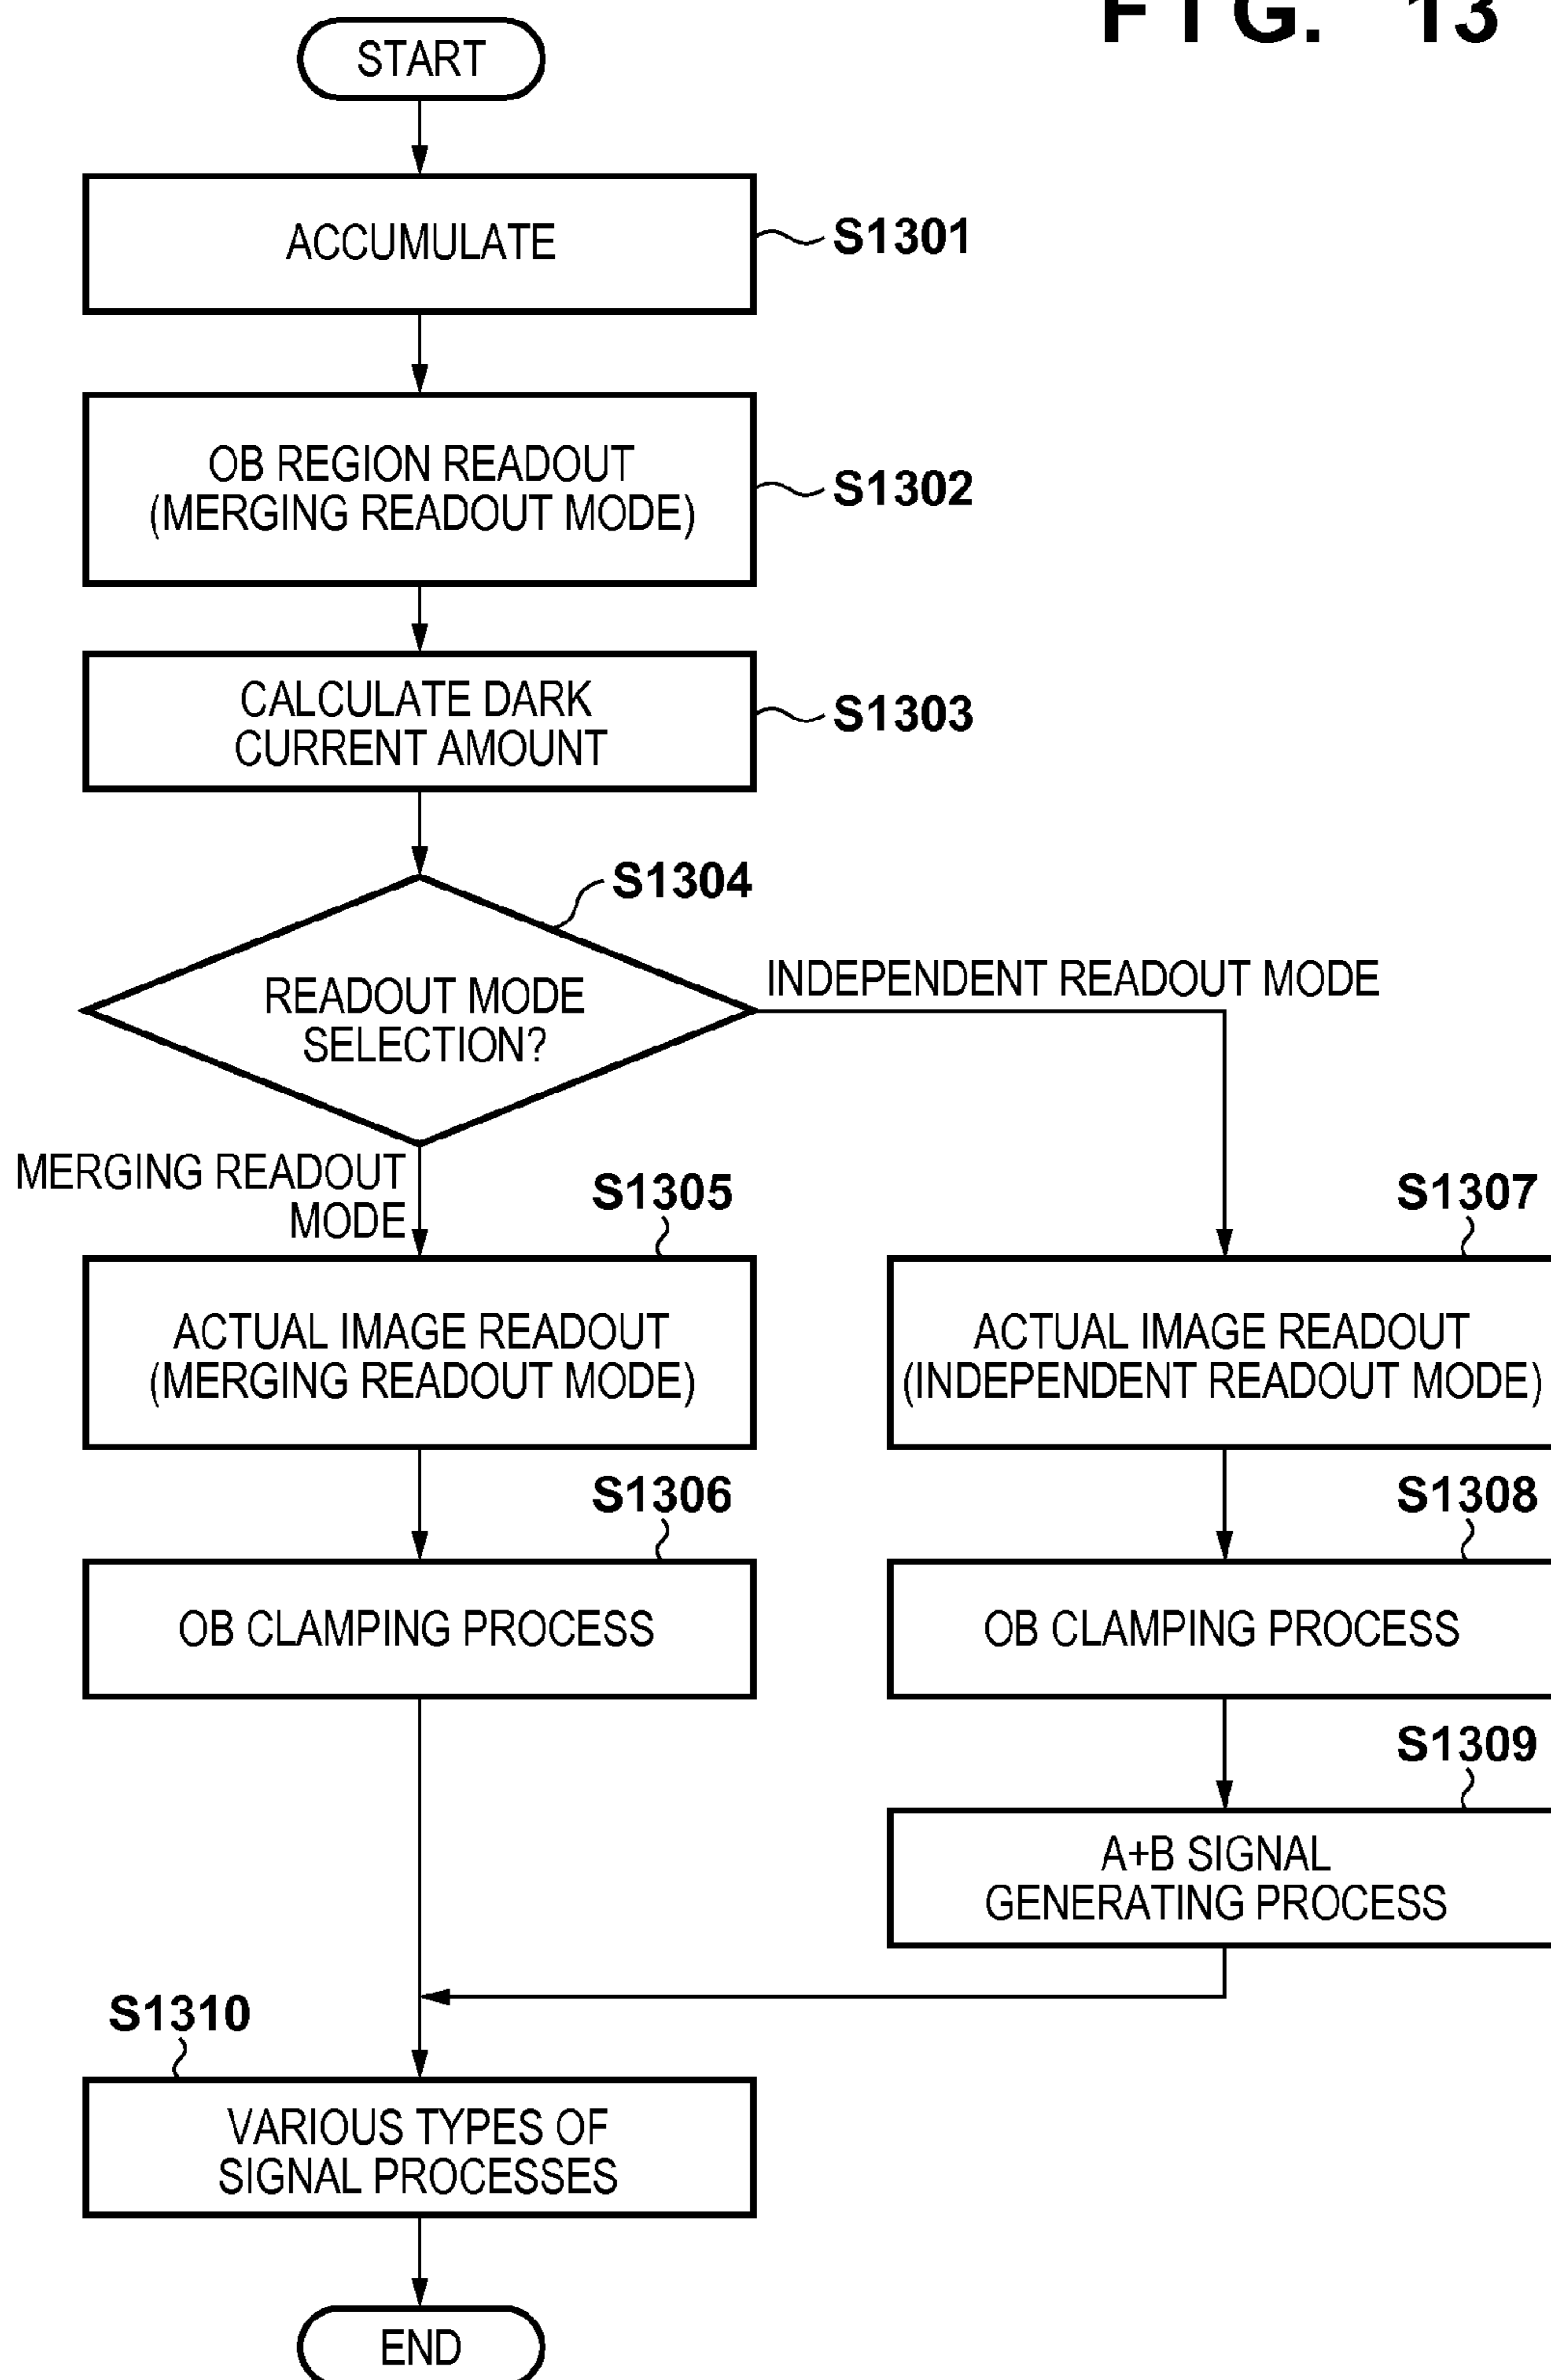 FIG. 13
START
ACCUMULATE
S1301
OB REGION READOUT
(MERGING READOUT MODE)
S1302
CALCULATE DARK
CURRENT AMOUNT
S1303
S1304
READOUT MODE
SELECTION?
INDEPENDENT READOUT MODE
MERGING READOUT
MODE
S1305
ACTUAL IMAGE READOUT
(MERGING READOUT MODE)
S1307
ACTUAL IMAGE READOUT
(INDEPENDENT READOUT MODE)
S1306
OB CLAMPING PROCESS
S1308
OB CLAMPING PROCESS
S1309
A+B SIGNAL
GENERATING PROCESS
S1310
VARIOUS TYPES OF
SIGNAL PROCESSES
END